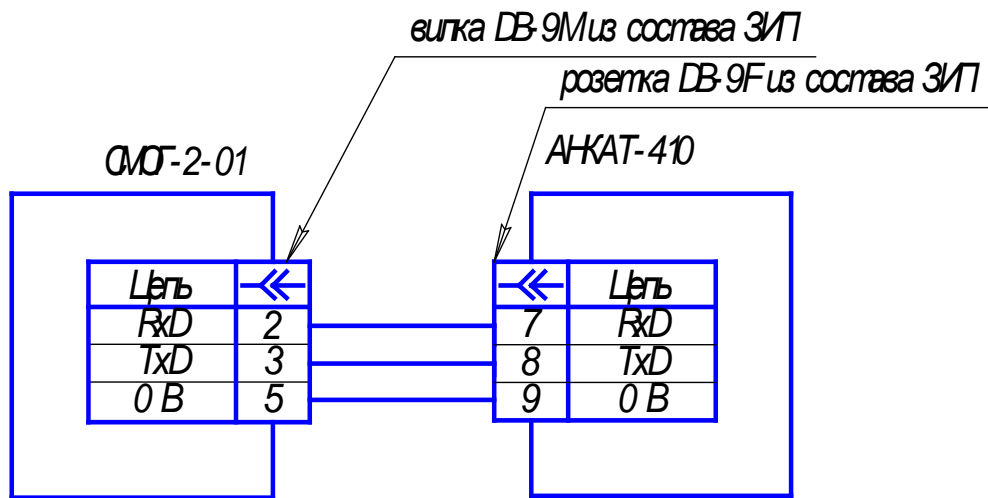 вилка DB-9M из состава ЗИП
розетка DB-9F из состава ЗИП
СМОГ-2-01
АНКАТ-410
Цепь
Цепь
RxD 2
7 RxD
TxD 3
8 TxD
0 В 5
9 0 В